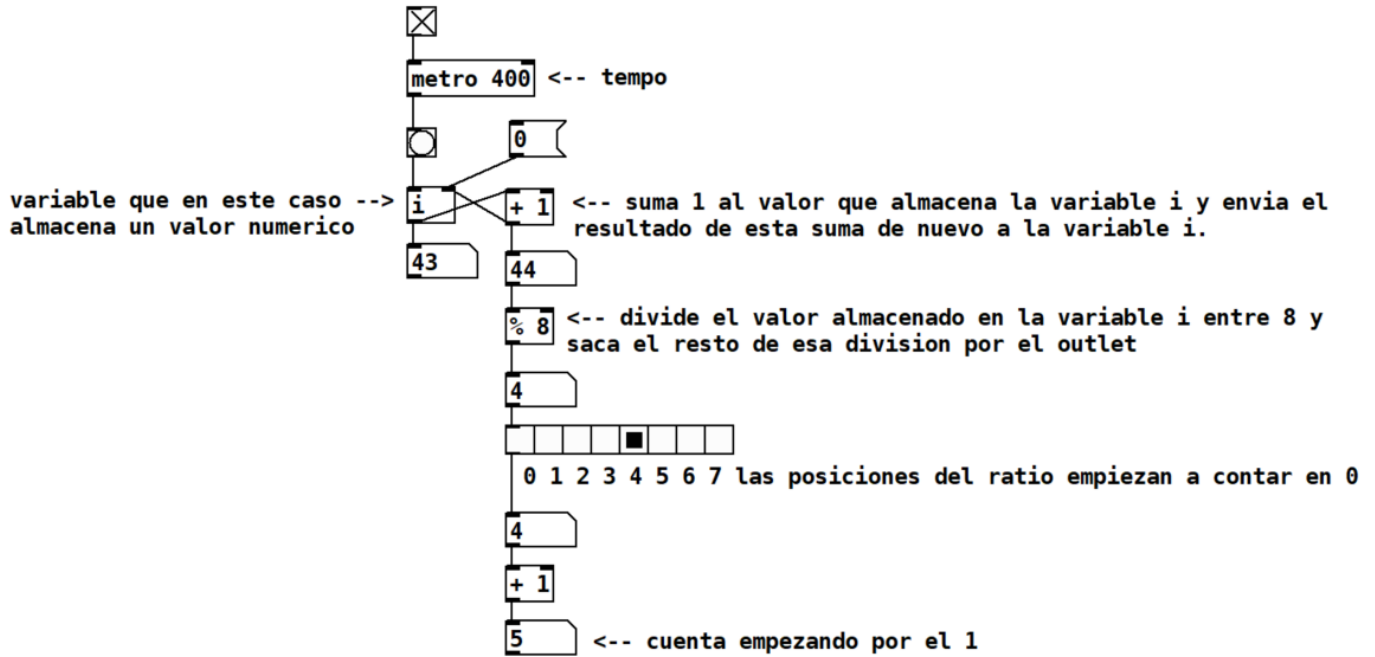 metro 400
<-- tempo
0
variable que en este caso -->
almacena un valor numerico
i
+ 1
<-- suma 1 al valor que almacena la variable i y envia el
resultado de esta suma de nuevo a la variable i.
43
44
% 8
<-- divide el valor almacenado en la variable i entre 8 y
saca el resto de esa division por el outlet
4
0 1 2 3 4 5 6 7 las posiciones del ratio empiezan a contar en 0
4
+ 1
5
<-- cuenta empezando por el 1